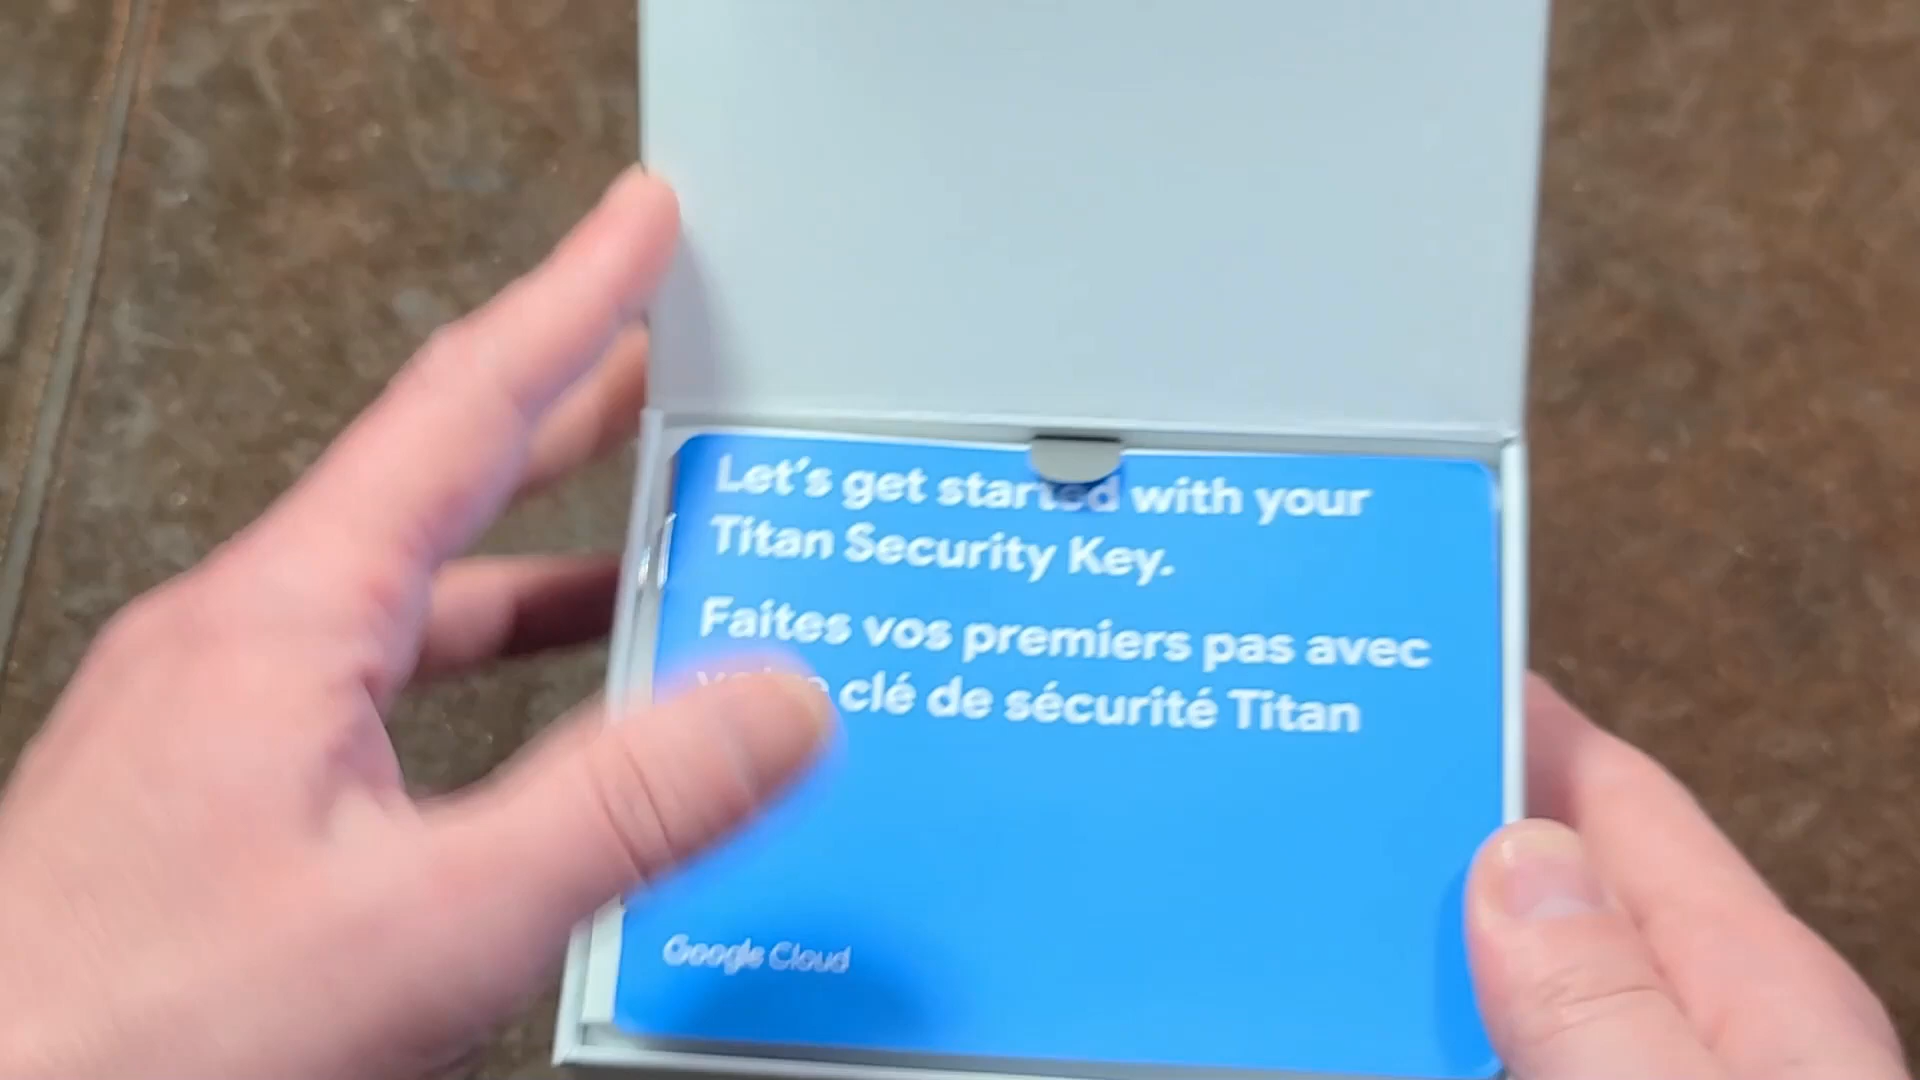 Let's get started with your
Titan Security Key.
Faites vos premiers pas avec
clé de sécurité Titan
Google Cloud